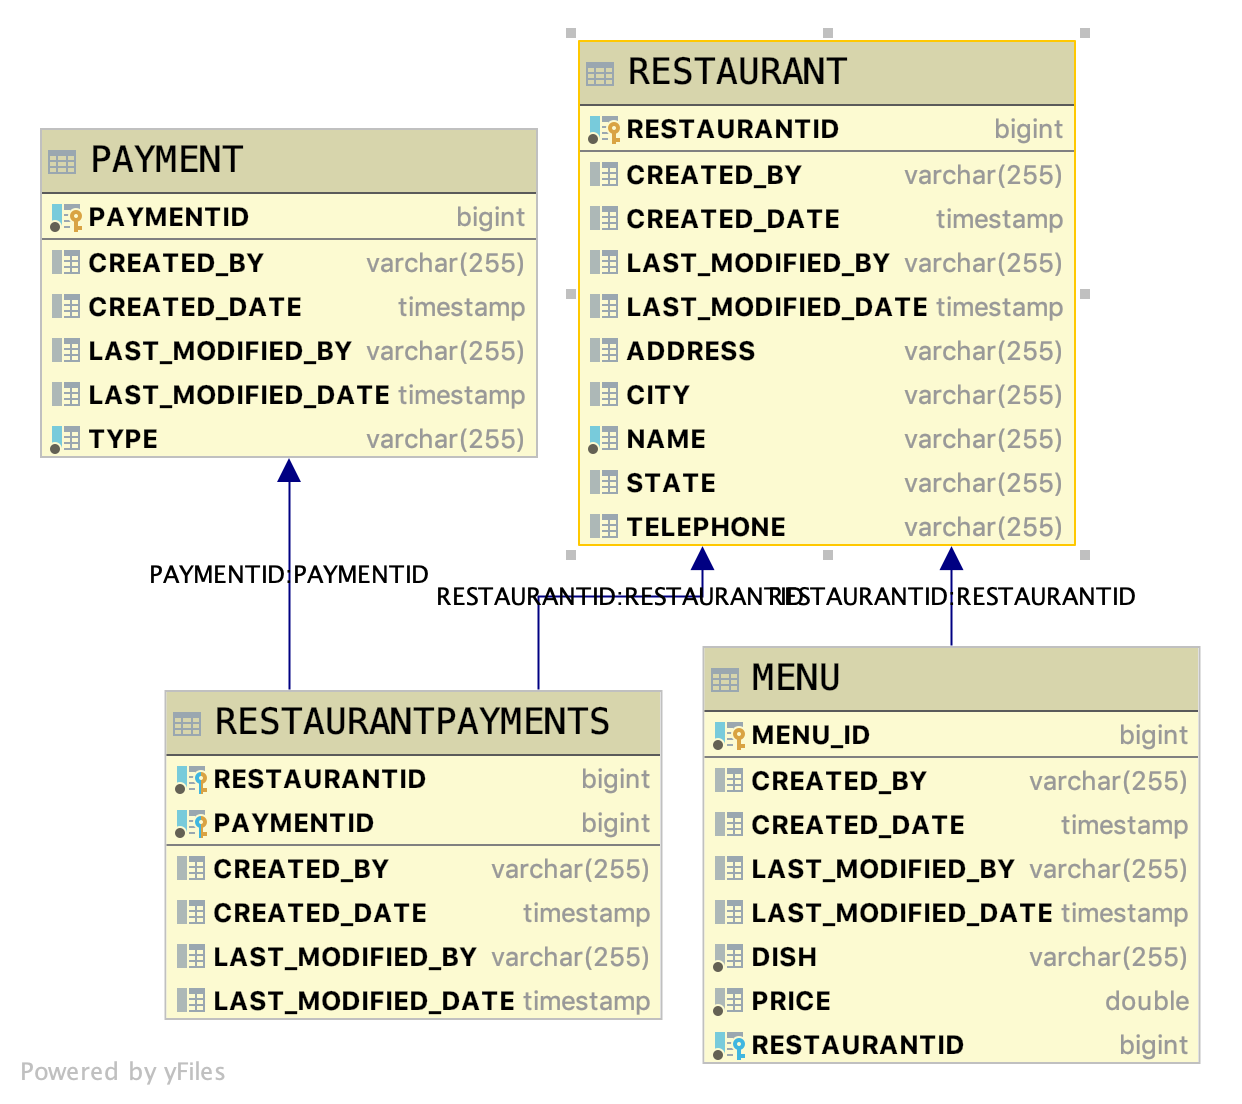 RESTAURANT
RESTAURANTID bigint
CREATED_BY varchar(255)
CREATED_DATE timestamp
LAST_MODIFIED_BY varchar(255)
LAST_MODIFIED_DATE timestamp
ADDRESS varchar(255)
CITY varchar(255)
NAME varchar(255)
STATE varchar(255)
TELEPHONE varchar(255)
PAYMENT
PAYMENTID bigint
CREATED_BY varchar(255)
CREATED_DATE timestamp
LAST_MODIFIED_BY varchar(255)
LAST_MODIFIED_DATE timestamp
TYPE varchar(255)
PAYMENTID:PAYMENTID
RESTAURANTID:RESTAURANTID
RESTAURANTID:RESTAURANTID
RESTAURANTPAYMENTS
RESTAURANTID bigint
PAYMENTID bigint
CREATED_BY varchar(255)
CREATED_DATE timestamp
LAST_MODIFIED_BY varchar(255)
LAST_MODIFIED_DATE timestamp
MENU
MENU_ID bigint
CREATED_BY varchar(255)
CREATED_DATE timestamp
LAST_MODIFIED_BY varchar(255)
LAST_MODIFIED_DATE timestamp
DISH varchar(255)
PRICE double
RESTAURANTID bigint
Powered by yFiles